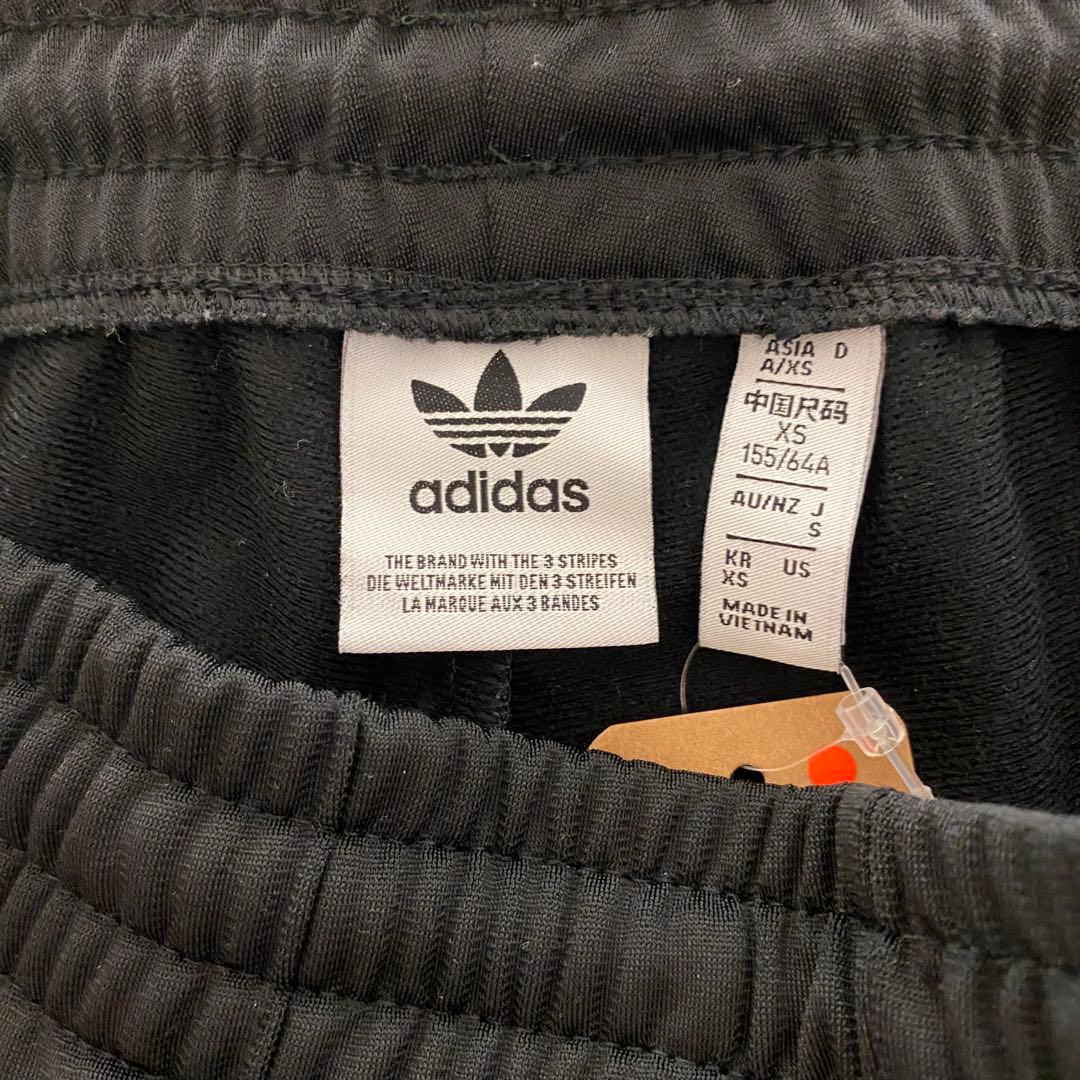 adidas
THE BRAND WITH THE 3 STRIPES
DIE WELTMARKE MIT DEN 3 STREIFEN
LA MARQUE AUX 3 BANDES
ASIA D
A/XS
中国尺码
XS
155/64A
AU/NZ J
S
KR US
XS
MADE IN
VIETNAM